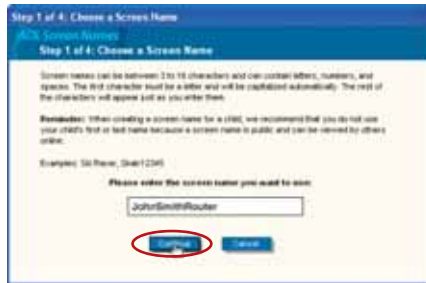 Step 1 of 4: Choose a Screen Name
AOL Screen Names
Step 1 of 4: Choose a Screen Name
Screen names can be between 3 to 16 characters and can contain letters, numbers, and
spaces. The first character must be a letter and will be capitalized automatically. The rest of
the characters will appear just as you enter them.
Reminder: When creating a screen name for a child, we recommend that you do not use
your child's first or last name because a screen name is public and can be viewed by others
online.
Examples: Ski Racer,
Please enter the screen name you want to use:
JohnSmithRouter
Continue
Cancel